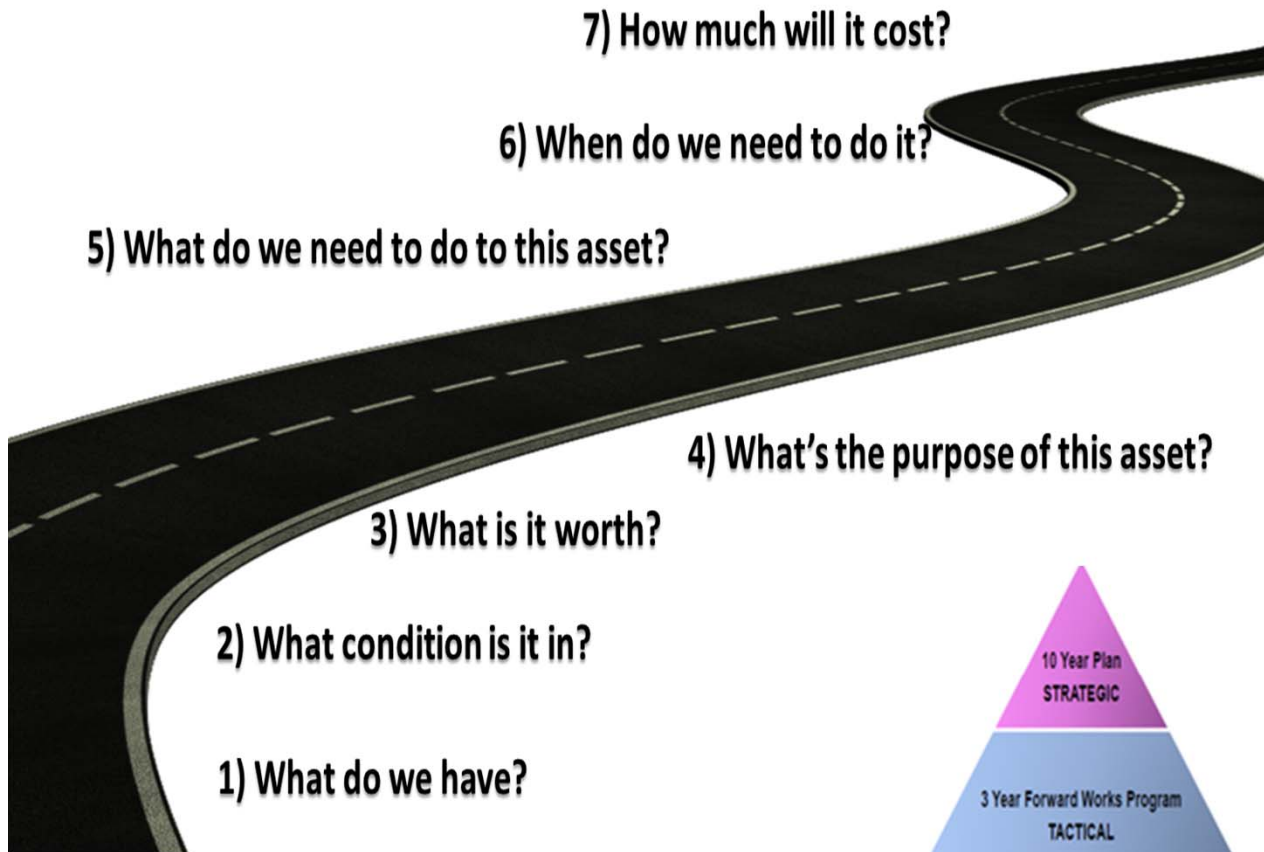 7) How much will it cost?
6) When do we need to do it?
5) What do we need to do to this asset?
4) What’s the purpose of this asset?
3) What is it worth?
2) What condition is it in?
1) What do we have?
10 Year Plan
STRATEGIC
3 Year Forward Works Program
TACTICAL